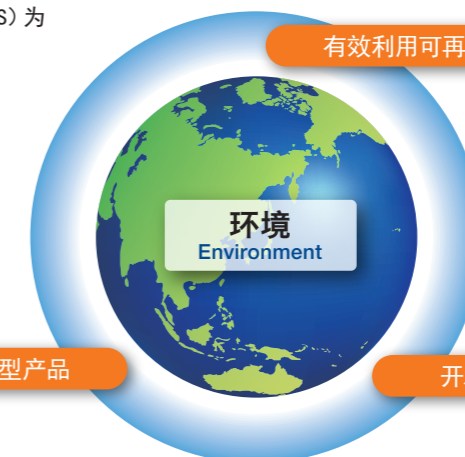 S）为
有效利用可再
环境
Environment
型产品
开